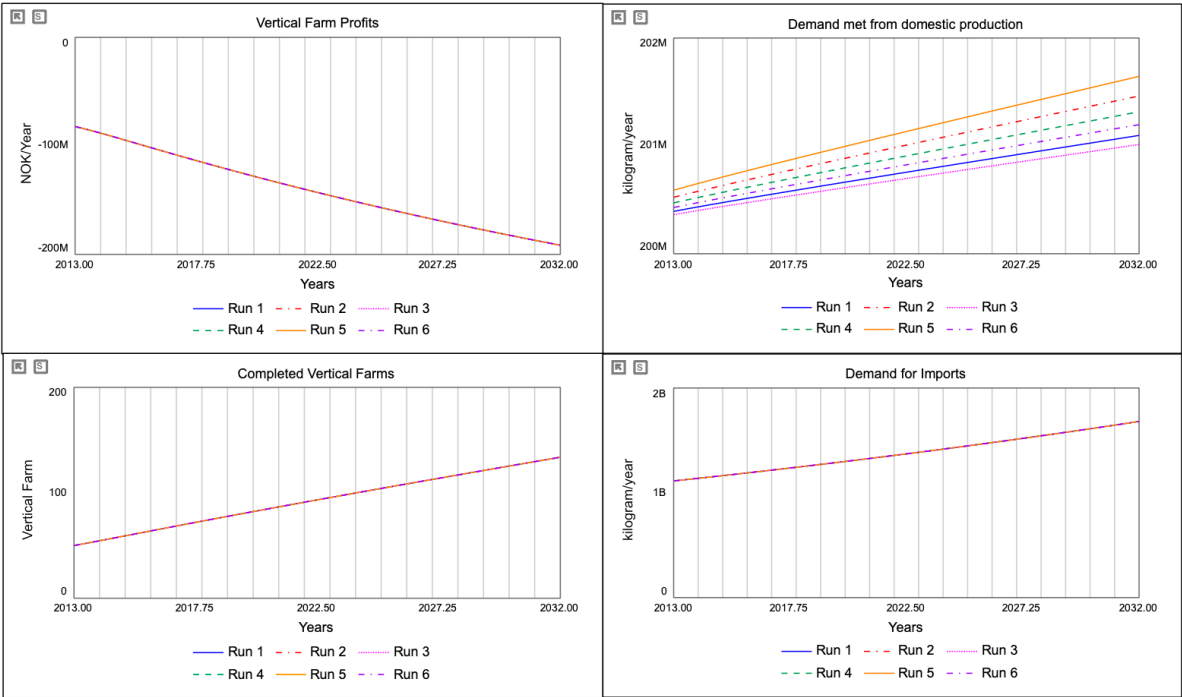 S
Vertical Farm Profits
0
-100M
-200M
NOK/Year
2013.00 2017.75 2022.50 2027.25 2032.00
Years
Run 1 Run 2 Run 3
Run 4 Run 5 Run 6
S
Demand met from domestic production
202M
201M
200M
kilogram/year
2013.00 2017.75 2022.50 2027.25 2032.00
Years
Run 1 Run 2 Run 3
Run 4 Run 5 Run 6
S
Completed Vertical Farms
200
100
0
Vertical Farm
2013.00 2017.75 2022.50 2027.25 2032.00
Years
Run 1 Run 2 Run 3
Run 4 Run 5 Run 6
S
Demand for Imports
2B
1B
0
kilogram/year
2013.00 2017.75 2022.50 2027.25 2032.00
Years
Run 1 Run 2 Run 3
Run 4 Run 5 Run 6